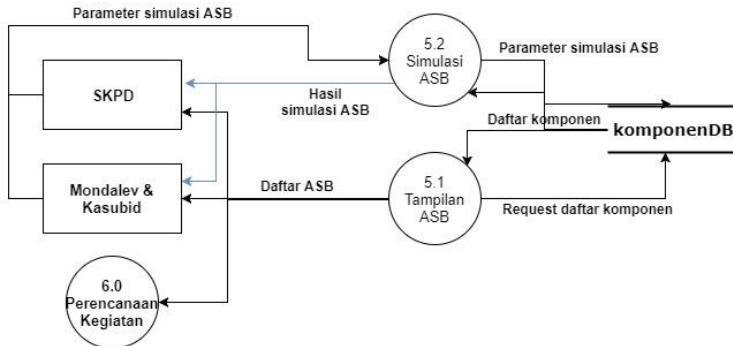 Parameter simulasi ASB
5.2
Simulasi
ASB
Parameter simulasi ASB
SKPD
Hasil
simulasi ASB
Daftar komponen
komponenDB
Mondalev &
Kasubid
Daftar ASB
5.1
Tampilan
ASB
Request daftar komponen
6.0
Perencanaan
Kegiatan